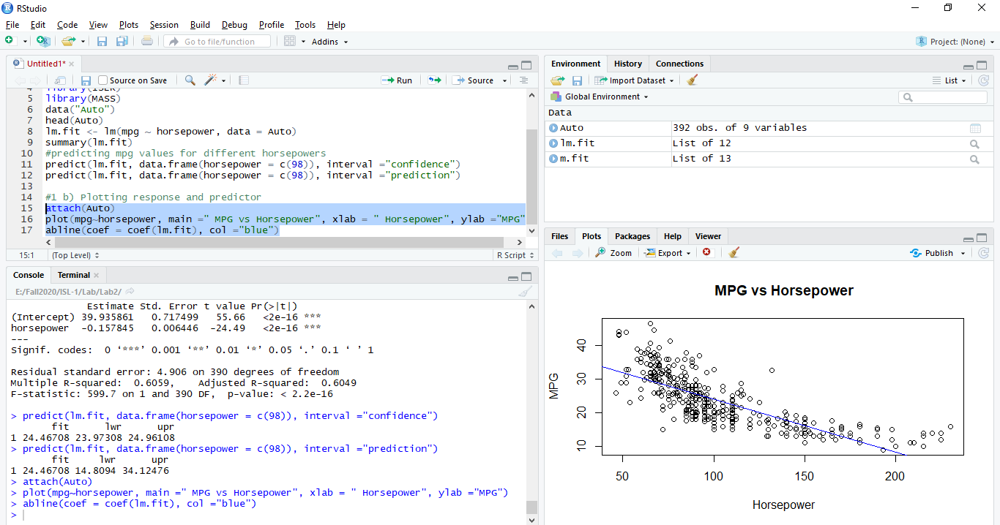 RStudio
File Edit Code View Plots Session Build Debug Profile Tools Help
Go to file/function Addins Project: (None)
Untitled1*
Source on Save Run Source
4 library(ISLR)
5 library(MASS)
6 data("Auto")
7 head(Auto)
8 lm.fit <- lm(mpg ~ horsepower, data = Auto)
9 summary(lm.fit)
10 #predicting mpg values for different horsepowers
11 predict(lm.fit, data.frame(horsepower = c(98)), interval ="confidence")
12 predict(lm.fit, data.frame(horsepower = c(98)), interval ="prediction")
13
14 #1 b) Plotting response and predictor
15 attach(Auto)
16 plot(mpg~horsepower, main =" MPG vs Horsepower", xlab = " Horsepower", ylab ="MPG"
17 abline(coef = coef(lm.fit), col ="blue")
15:1 (Top Level) R Script
Console Terminal
E:/Fall2020/ISL-1/Lab/Lab2/
Estimate Std. Error t value Pr(>|t|)
(Intercept) 39.935861 0.717499 55.66 <2e-16 ***
horsepower -0.157845 0.006446 -24.49 <2e-16 ***
---
Signif. codes: 0 ‘***’ 0.001 ‘**’ 0.01 ‘*’ 0.05 ‘.’ 0.1 ‘ ’ 1
Residual standard error: 4.906 on 390 degrees of freedom
Multiple R-squared: 0.6059, Adjusted R-squared: 0.6049
F-statistic: 599.7 on 1 and 390 DF, p-value: < 2.2e-16
> predict(lm.fit, data.frame(horsepower = c(98)), interval ="confidence")
fit lwr upr
1 24.46708 23.97308 24.96108
> predict(lm.fit, data.frame(horsepower = c(98)), interval ="prediction")
fit lwr upr
1 24.46708 14.8094 34.12476
> attach(Auto)
> plot(mpg~horsepower, main =" MPG vs Horsepower", xlab = " Horsepower", ylab ="MPG")
> abline(coef = coef(lm.fit), col ="blue")
>
Environment History Connections
Import Dataset List
Global Environment
Data
Auto 392 obs. of 9 variables
lm.fit List of 12
m.fit List of 13
Files Plots Packages Help Viewer
Zoom Export Publish
MPG vs Horsepower
MPG
40
30
20
10
50 100 150 200
Horsepower